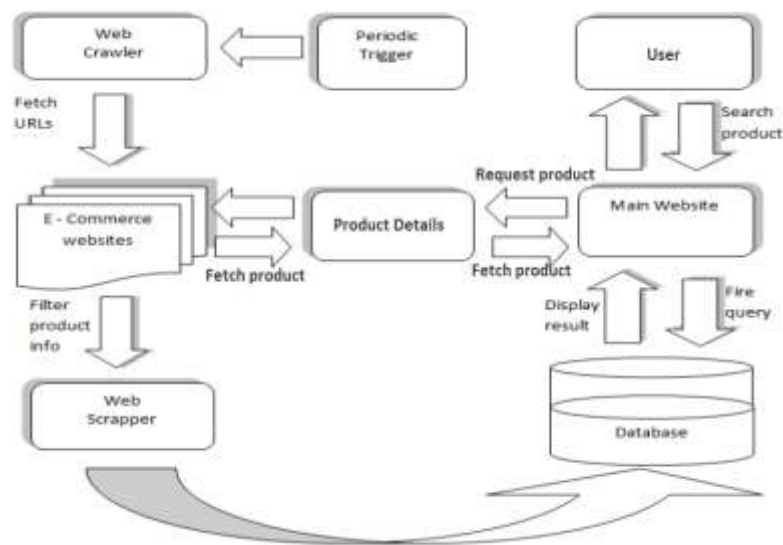 Web
Crawler
Periodic
Trigger
User
Fetch
URLs
Search
product
Request product
E - Commerce
websites
Product Details
Main Website
Fetch product
Fetch product
Filter
product
info
Display
result
Fire
query
Web
Scrapper
Database